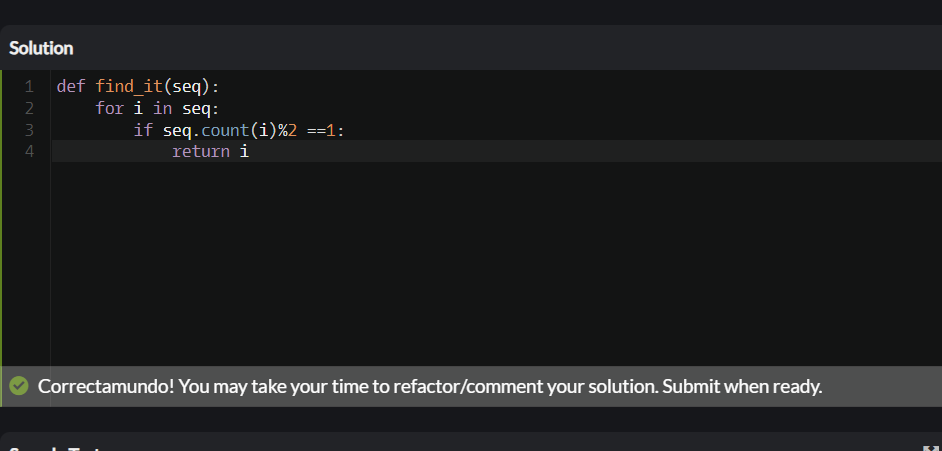 Solution
1 def find_it(seq):
2     for i in seq:
3         if seq.count(i)%2 ==1:
4             return i
Correctamundo! You may take your time to refactor/comment your solution. Submit when ready.